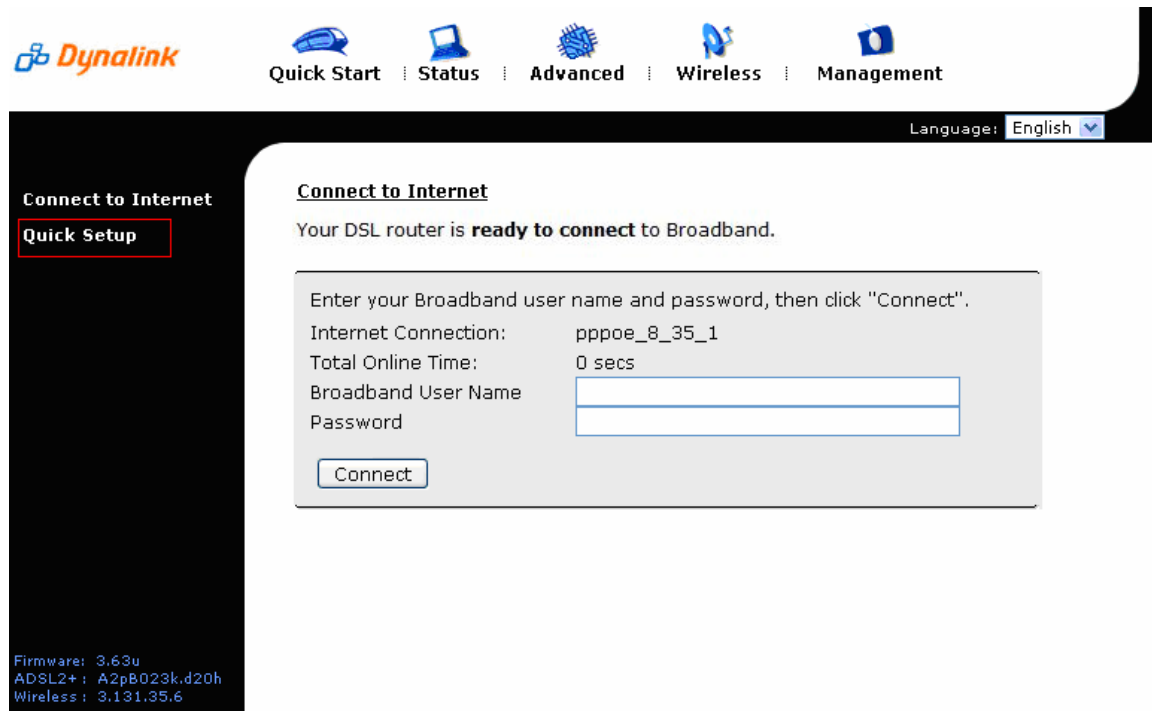 Dynalink
Quick Start Status Advanced Wireless Management
Language: English
Connect to Internet
Quick Setup
Connect to Internet
Your DSL router is ready to connect to Broadband.
Enter your Broadband user name and password, then click "Connect".
Internet Connection: pppoe_8_35_1
Total Online Time: 0 secs
Broadband User Name
Password
Connect
Firmware: 3.63u
ADSL2+: A2pB023k.d20h
Wireless: 3.131.35.6